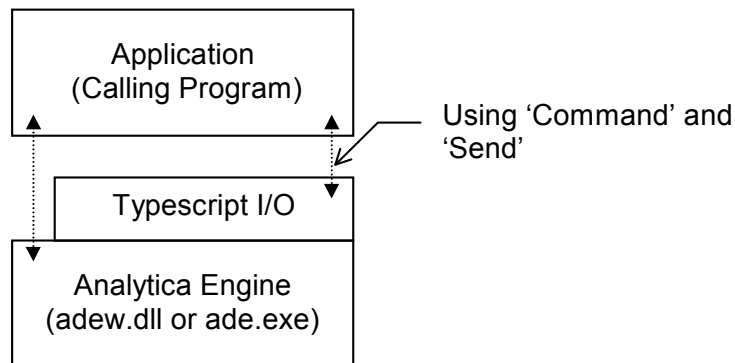 Application
(Calling Program)
Using ‘Command’ and
‘Send’
Typescript I/O
Analytica Engine
(adew.dll or ade.exe)